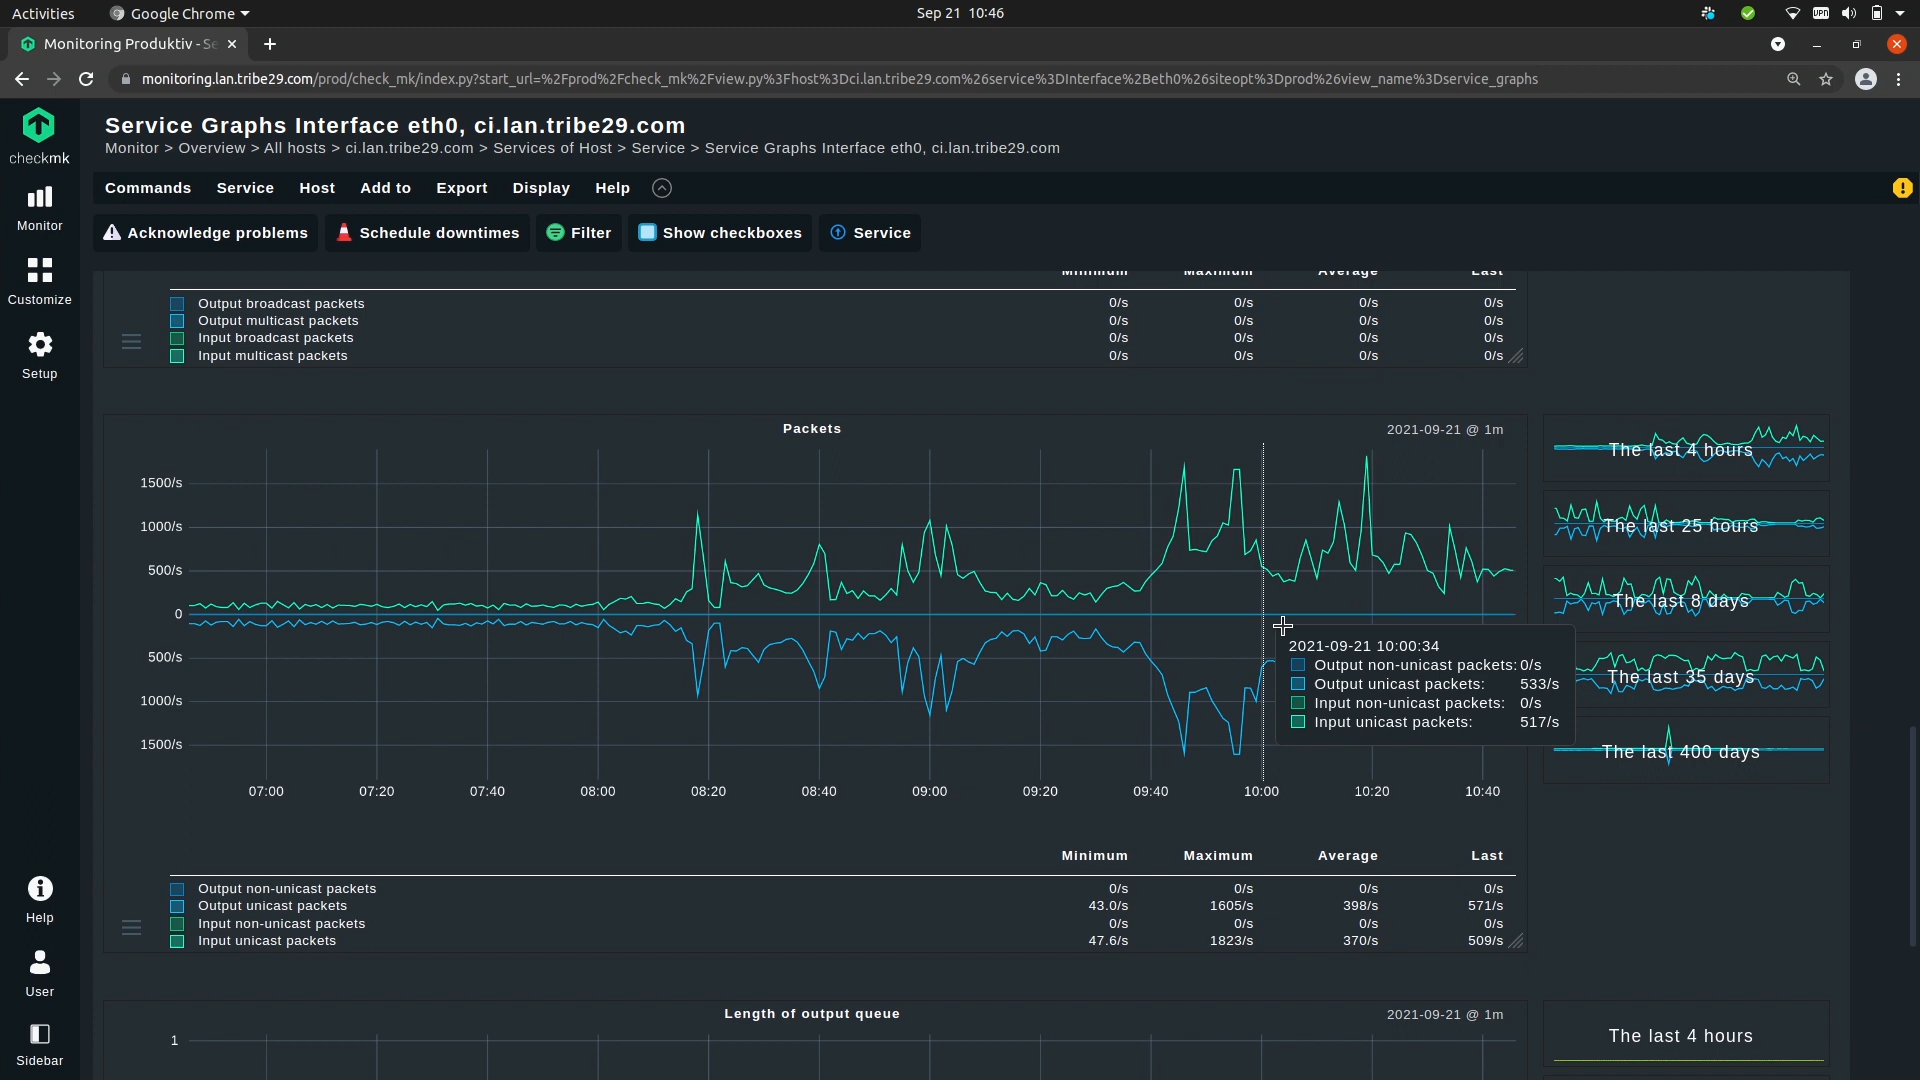 Activities Google Chrome Sep 21 10:46 VPN
Monitoring Produktiv - Se
monitoring.lan.tribe29.com/prod/check_mk/index.py?start_url=%2Fprod%2Fcheck_mk%2Fview.py%3Fhost%3Dci.lan.tribe29.com%26service%3DInterface%2Beth0%26siteopt%3Dprod%26view_name%3Dservice_graphs
checkmk
Monitor
Customize
Setup
Help
User
Sidebar
Service Graphs Interface eth0, ci.lan.tribe29.com
Monitor > Overview > All hosts > ci.lan.tribe29.com > Services of Host > Service > Service Graphs Interface eth0, ci.lan.tribe29.com
Commands Service Host Add to Export Display Help
Acknowledge problems Schedule downtimes Filter Show checkboxes Service
Minimum Maximum Average Last
Output broadcast packets 0/s 0/s 0/s 0/s
Output multicast packets 0/s 0/s 0/s 0/s
Input broadcast packets 0/s 0/s 0/s 0/s
Input multicast packets 0/s 0/s 0/s 0/s
Packets 2021-09-21 @ 1m
1500/s
1000/s
500/s
0
500/s
1000/s
1500/s
07:00 07:20 07:40 08:00 08:20 08:40 09:00 09:20 09:40 10:00 10:20 10:40
2021-09-21 10:00:34
Output non-unicast packets: 0/s
Output unicast packets: 533/s
Input non-unicast packets: 0/s
Input unicast packets: 517/s
The last 4 hours
The last 25 hours
The last 8 days
The last 35 days
The last 400 days
Minimum Maximum Average Last
Output non-unicast packets 0/s 0/s 0/s 0/s
Output unicast packets 43.0/s 1605/s 398/s 571/s
Input non-unicast packets 0/s 0/s 0/s 0/s
Input unicast packets 47.6/s 1823/s 370/s 509/s
Length of output queue 2021-09-21 @ 1m
1
The last 4 hours